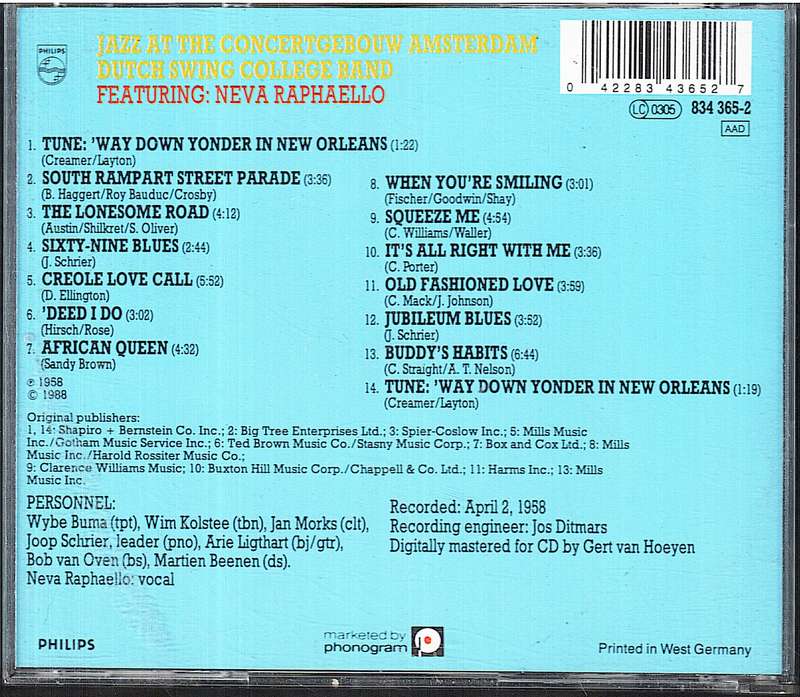 PHILIPS
JAZZ AT THE CONCERTGEBOUW AMSTERDAM
DUTCH SWING COLLEGE BAND
FEATURING: NEVA RAPHAELLO
0 42283 43652 7
LC 0305 834 365-2
AAD
1. TUNE: 'WAY DOWN YONDER IN NEW ORLEANS (1:22)
(Creamer/Layton)
2. SOUTH RAMPART STREET PARADE (3:36)
(B. Haggert/Roy Bauduc/Crosby)
3. THE LONESOME ROAD (4:12)
(Austin/Shilkret/S. Oliver)
4. SIXTY-NINE BLUES (2:44)
(J. Schrier)
5. CREOLE LOVE CALL (5:52)
(D. Ellington)
6. 'DEED I DO (3:02)
(Hirsch/Rose)
7. AFRICAN QUEEN (4:32)
(Sandy Brown)
8. WHEN YOU'RE SMILING (3:01)
(Fischer/Goodwin/Shay)
9. SQUEEZE ME (4:54)
(C. Williams/Waller)
10. IT'S ALL RIGHT WITH ME (3:36)
(C. Porter)
11. OLD FASHIONED LOVE (3:59)
(C. Mack/J. Johnson)
12. JUBILEUM BLUES (3:52)
(J. Schrier)
13. BUDDY'S HABITS (6:44)
(C. Straight/A. T. Nelson)
14. TUNE: 'WAY DOWN YONDER IN NEW ORLEANS (1:19)
(Creamer/Layton)
℗ 1958
© 1988
Original publishers:
1, 14: Shapiro + Bernstein Co. Inc.; 2: Big Tree Enterprises Ltd.; 3: Spier-Coslow Inc.; 5: Mills Music
Inc./Gotham Music Service Inc.; 6: Ted Brown Music Co./Stasny Music Corp.; 7: Box and Cox Ltd.; 8: Mills
Music Inc./Harold Rossiter Music Co.;
9: Clarence Williams Music; 10: Buxton Hill Music Corp./Chappell & Co. Ltd.; 11: Harms Inc.; 13: Mills
Music Inc.
PERSONNEL:
Wybe Buma (tpt), Wim Kolstee (tbn), Jan Morks (clt),
Joop Schrier, leader (pno), Arie Ligthart (bj/gtr),
Bob van Oven (bs), Martien Beenen (ds).
Neva Raphaello: vocal
Recorded: April 2, 1958
Recording engineer: Jos Ditmars
Digitally mastered for CD by Gert van Hoeyen
PHILIPS
marketed by
phonogram
Printed in West Germany